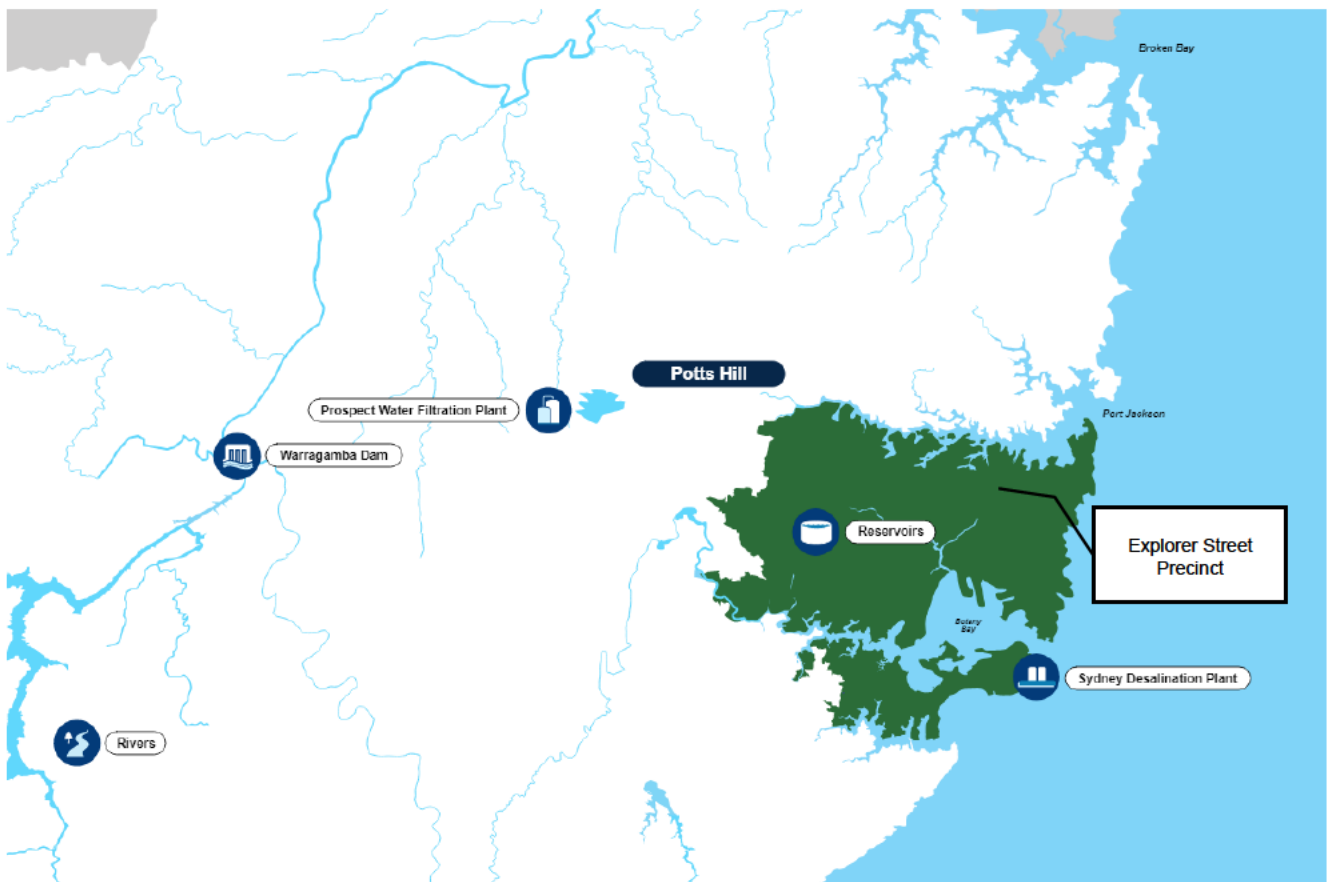 Broken Bay
Potts Hill
Prospect Water Filtration Plant
Port Jackson
Warragamba Dam
Reservoirs
Explorer Street
Precinct
Botany
Bay
Sydney Desalination Plant
Rivers